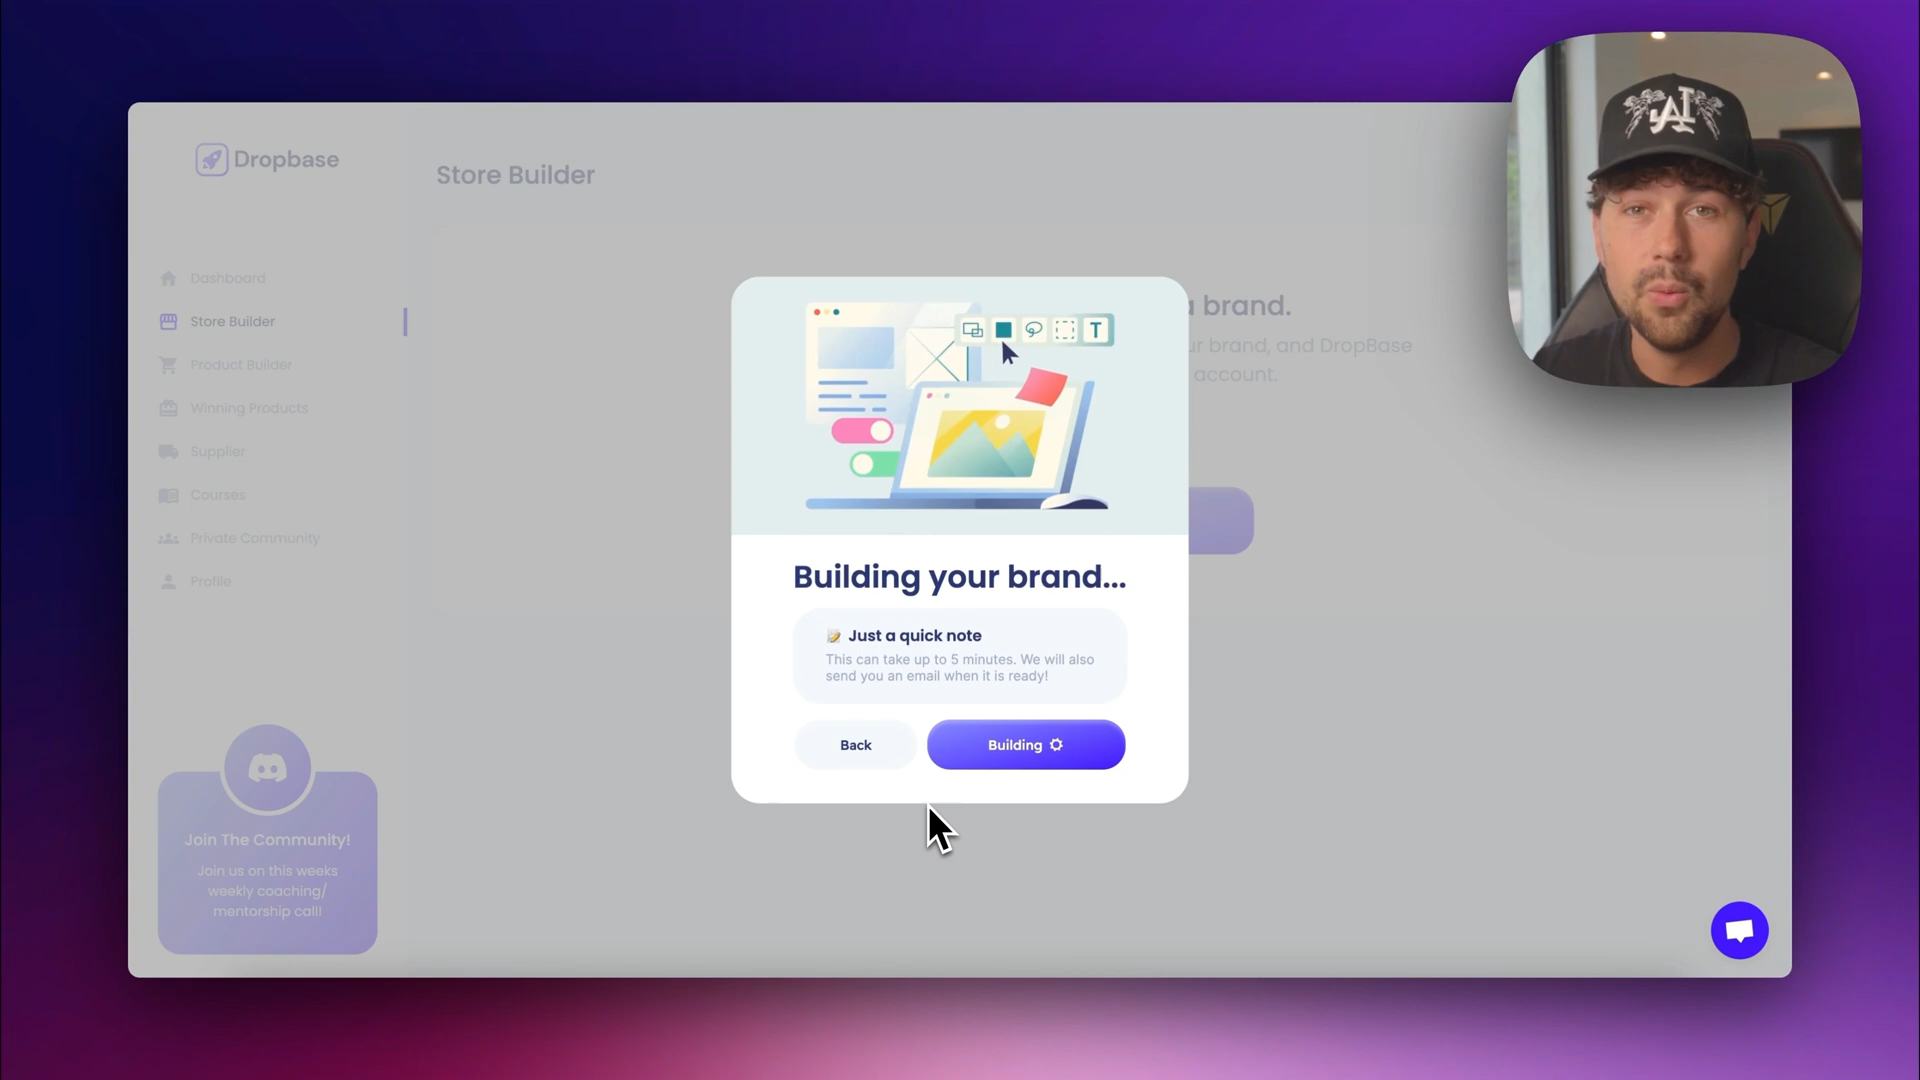 Dropbase
Store Builder
Dashboard
Store Builder
Product Builder
Winning Products
Supplier
Courses
Private Community
Profile
Join The Community!
Join us on this weeks
weekly coaching/
mentorship call!
a brand.
ur brand, and DropBase
account.
T
Building your brand...
Just a quick note
This can take up to 5 minutes. We will also
send you an email when it is ready!
Back
Building
AI